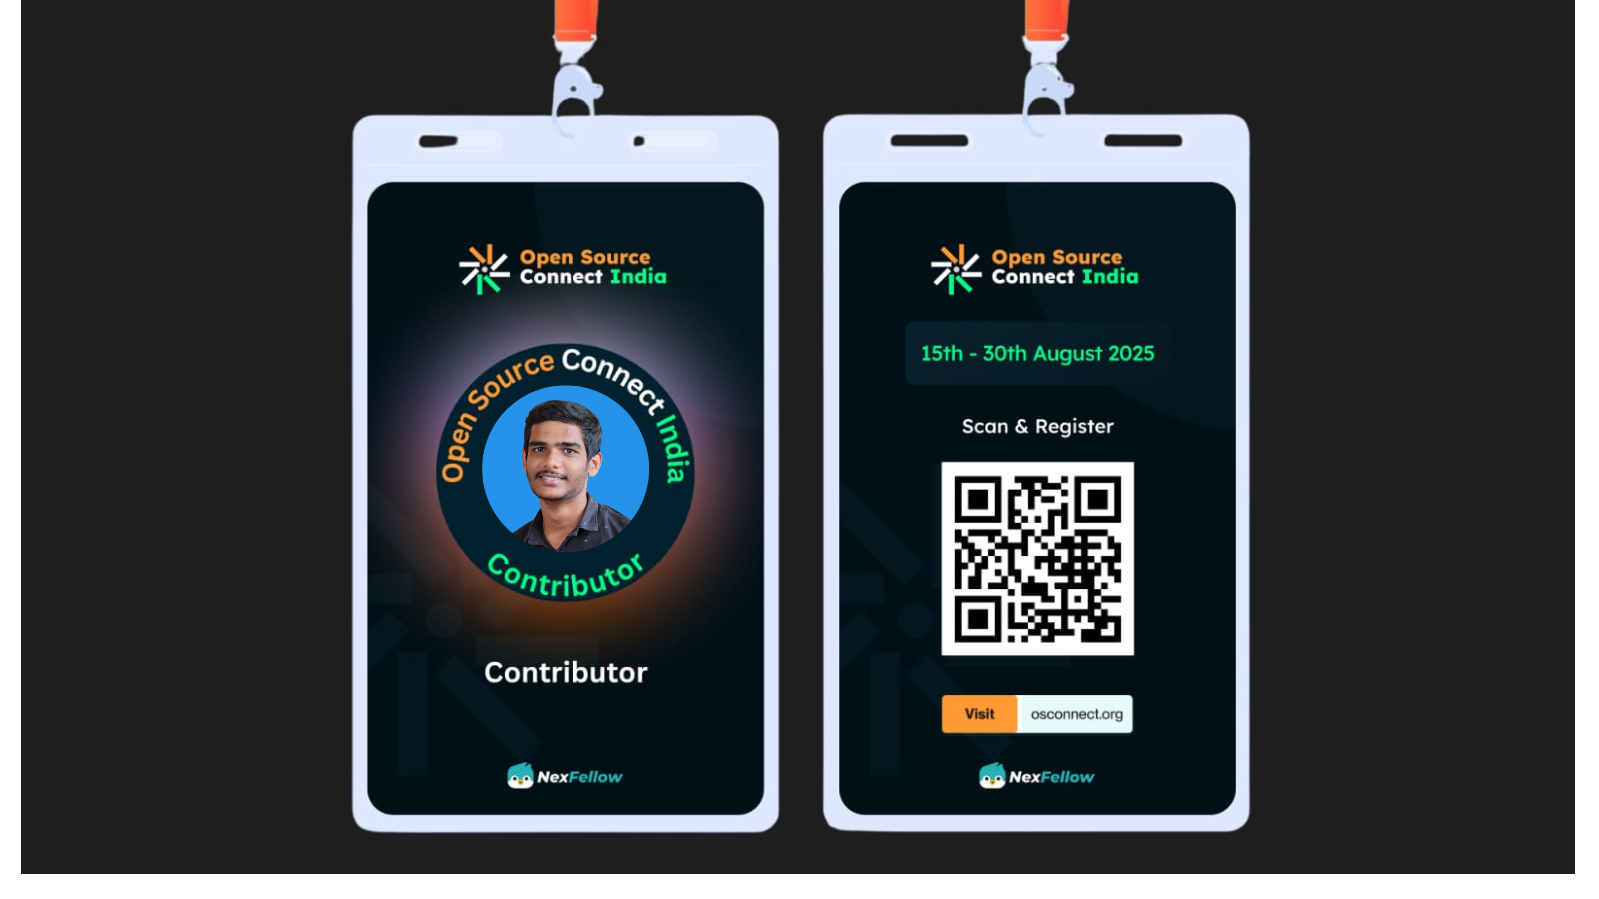 Open Source
Connect India
Open Source Connect India
Contributor
Contributor
NexFellow
Open Source
Connect India
15th - 30th August 2025
Scan & Register
Visit osconnect.org
NexFellow